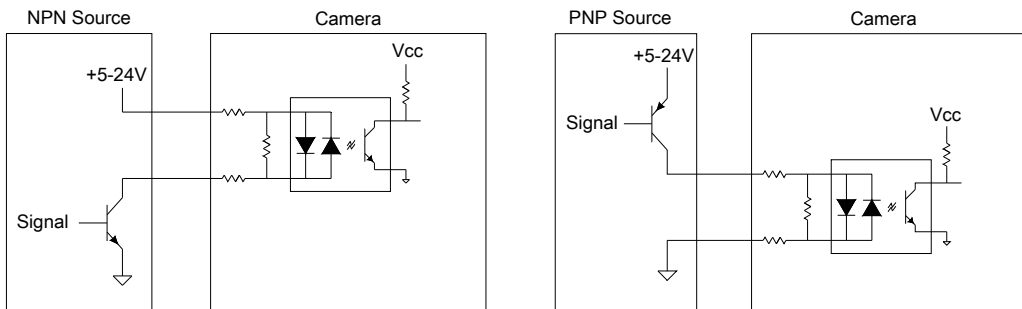 NPN Source
Camera
+5-24V
Vcc
Signal
PNP Source
Camera
+5-24V
Signal
Vcc